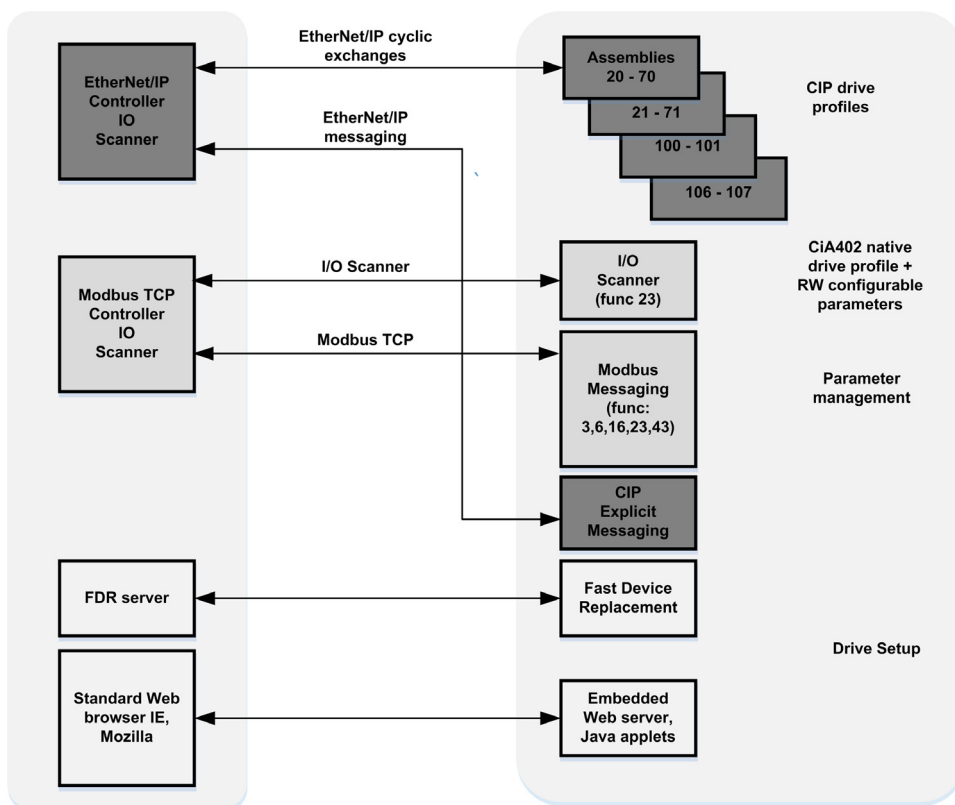 EtherNet/IP
Controller
IO
Scanner
EtherNet/IP cyclic
exchanges
EtherNet/IP
messaging
Assemblies
20 - 70
21 - 71
100 - 101
106 - 107
CIP drive
profiles
Modbus TCP
Controller
IO
Scanner
I/O Scanner
Modbus TCP
I/O
Scanner
(func 23)
CiA402 native
drive profile +
RW configurable
parameters
Modbus
Messaging
(func:
3,6,16,23,43)
Parameter
management
CIP
Explicit
Messaging
FDR server
Fast Device
Replacement
Drive Setup
Standard Web
browser IE,
Mozilla
Embedded
Web server,
Java applets